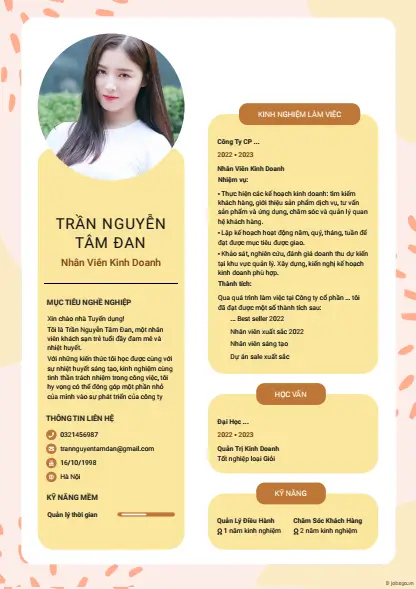 TRẦN NGUYỄN
TÂM ĐAN
Nhân Viên Kinh Doanh
MỤC TIÊU NGHỀ NGHIỆP
Xin chào nhà Tuyển dụng!
Tôi là Trần Nguyễn Tâm Đan, một nhân
viên khách sạn trẻ tuổi đầy đam mê và
nhiệt huyết.
Với những kiến thức tôi học được cùng với
sự nhiệt huyết sáng tạo, kinh nghiệm cùng
tinh thần trách nhiệm trong công việc, tôi
hy vọng có thể đóng góp một phần nhỏ
của mình vào sự phát triển của công ty
THÔNG TIN LIÊN HỆ
0321456987
trannguyentamdan@gmail.com
16/10/1998
Hà Nội
KỸ NĂNG MỀM
Quản lý thời gian
KINH NGHIỆM LÀM VIỆC
Công Ty CP ...
2022 • 2023
Nhân Viên Kinh Doanh
Nhiệm vụ:
• Thực hiện các kế hoạch kinh doanh: tìm kiếm
khách hàng, giới thiệu sản phẩm dịch vụ, tư vấn
sản phẩm và ứng dụng, chăm sóc và quản lý quan
hệ khách hàng.
• Lập kế hoạch hoạt động năm, quý, tháng, tuần để
đạt được mục tiêu được giao.
• Khảo sát, nghiên cứu, đánh giá doanh thu dự kiến
tại khu vực quản lý. Xây dựng, kiến nghị kế hoạch
kinh doanh phù hợp.
Thành tích:
Qua quá trình làm việc tại Công ty cổ phần ... tôi
đã đạt được một số thành tích sau:
... Best seller 2022
Nhân viên xuất sắc 2022
Nhân viên sáng tạo
Dự án sale xuất sắc
HỌC VẤN
Đại Học ...
2022 • 2023
Quản Trị Kinh Doanh
Tốt nghiệp loại Giỏi
KỸ NĂNG
Quản Lý Điều Hành
1 năm kinh nghiệm
Chăm Sóc Khách Hàng
2 năm kinh nghiệm
© jobsgo.vn